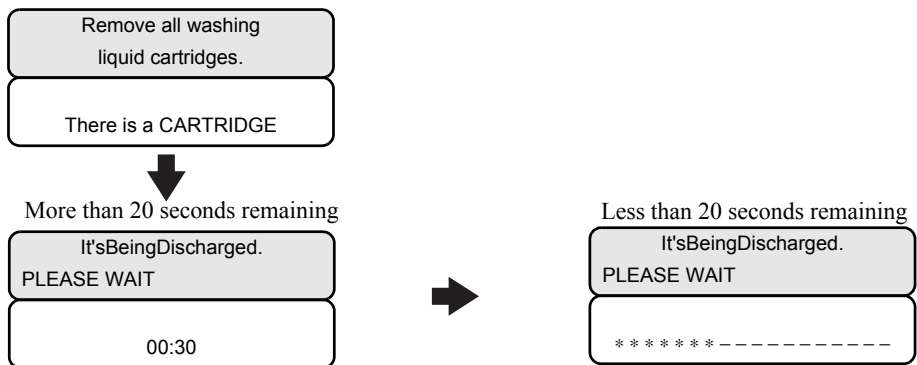 Remove all washing
liquid cartridges.
There is a CARTRIDGE
More than 20 seconds remaining
It'sBeingDischarged.
PLEASE WAIT
00:30
Less than 20 seconds remaining
It'sBeingDischarged.
PLEASE WAIT
* * * * * * * – – – – – – – – – – –